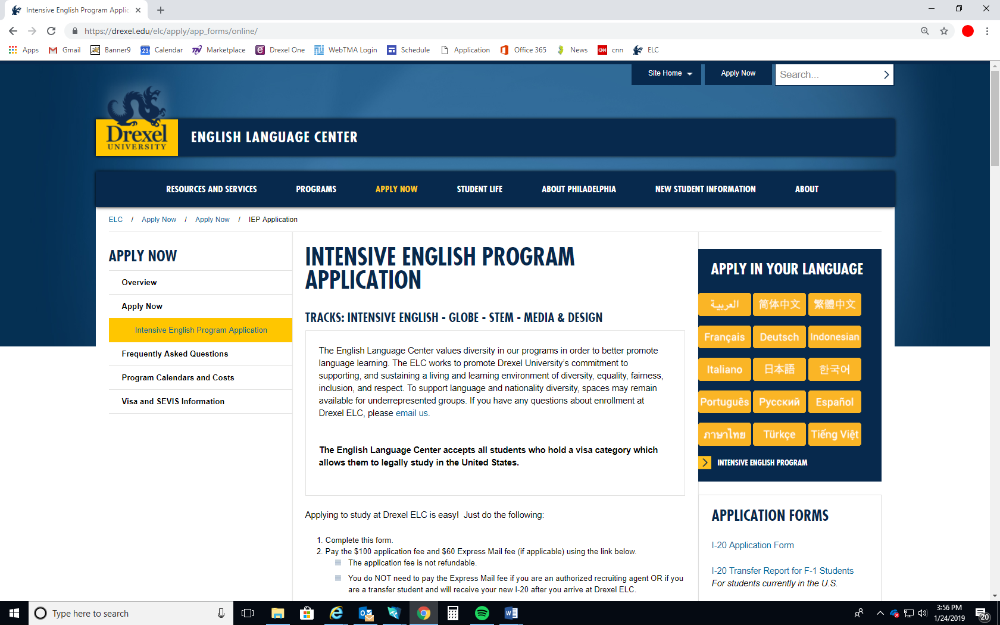 Intensive English Program Applic
https://drexel.edu/elc/apply/app_forms/online/
Apps
Gmail
Banner9
23
Calendar
Marketplace
Drexel One
WebTMA Login
Schedule
Application
Office 365
News
CNN
cnn
ELC
Site Home
Apply Now
Search...
Drexel
UNIVERSITY
ENGLISH LANGUAGE CENTER
RESOURCES AND SERVICES
PROGRAMS
APPLY NOW
STUDENT LIFE
ABOUT PHILADELPHIA
NEW STUDENT INFORMATION
ABOUT
ELC / Apply Now / Apply Now / IEP Application
APPLY NOW
Overview
Apply Now
Intensive English Program Application
Frequently Asked Questions
Program Calendars and Costs
Visa and SEVIS Information
INTENSIVE ENGLISH PROGRAM
APPLICATION
TRACKS: INTENSIVE ENGLISH - GLOBE - STEM - MEDIA & DESIGN
The English Language Center values diversity in our programs in order to better promote
language learning. The ELC works to promote Drexel University's commitment to
supporting, and sustaining a living and learning environment of diversity, equality, fairness,
inclusion, and respect. To support language and nationality diversity, spaces may remain
available for underrepresented groups. If you have any questions about enrollment at
Drexel ELC, please email us.
The English Language Center accepts all students who hold a visa category which
allows them to legally study in the United States.
Applying to study at Drexel ELC is easy!  Just do the following:
1. Complete this form.
2. Pay the $100 application fee and $60 Express Mail fee (if applicable) using the link below.
The application fee is not refundable.
You do NOT need to pay the Express Mail fee if you are an authorized recruiting agent OR if you
are a transfer student and will receive your new I-20 after you arrive at Drexel ELC.
APPLY IN YOUR LANGUAGE
العربية 简体中文 繁體中文
Français Deutsch Indonesian
Italiano 日本語 한국어
Português Русский Español
ภาษาไทย Türkçe Tiếng Việt
INTENSIVE ENGLISH PROGRAM
APPLICATION FORMS
I-20 Application Form
I-20 Transfer Report for F-1 Students
For students currently in the U.S.
Type here to search
3:56 PM
1/24/2019
20